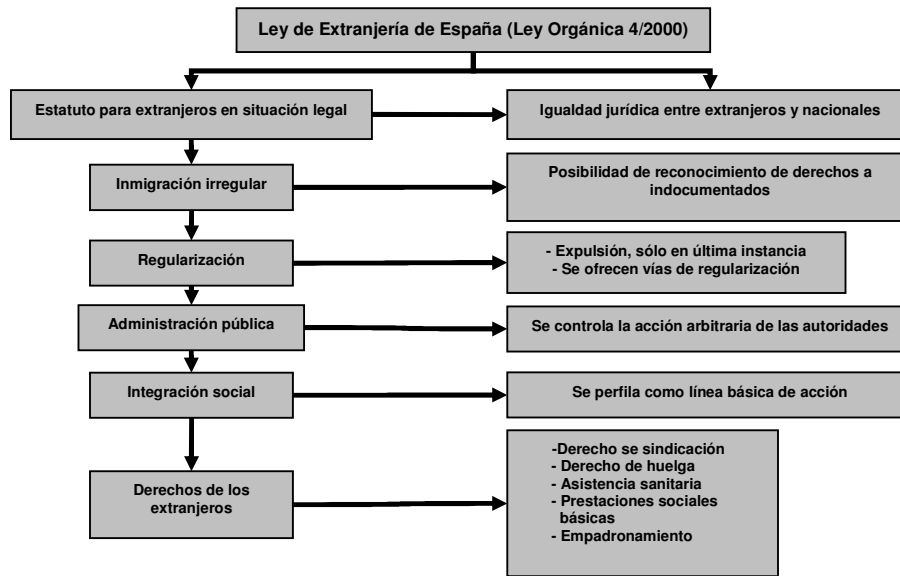 Ley de Extranjería de España (Ley Orgánica 4/2000)
Estatuto para extranjeros en situación legal
Igualdad jurídica entre extranjeros y nacionales
Inmigración irregular
Posibilidad de reconocimiento de derechos a
indocumentados
Regularización
- Expulsión, sólo en última instancia
- Se ofrecen vías de regularización
Administración pública
Se controla la acción arbitraria de las autoridades
Integración social
Se perfila como línea básica de acción
Derechos de los
extranjeros
-Derecho se sindicación
- Derecho de huelga
- Asistencia sanitaria
- Prestaciones sociales
básicas
- Empadronamiento